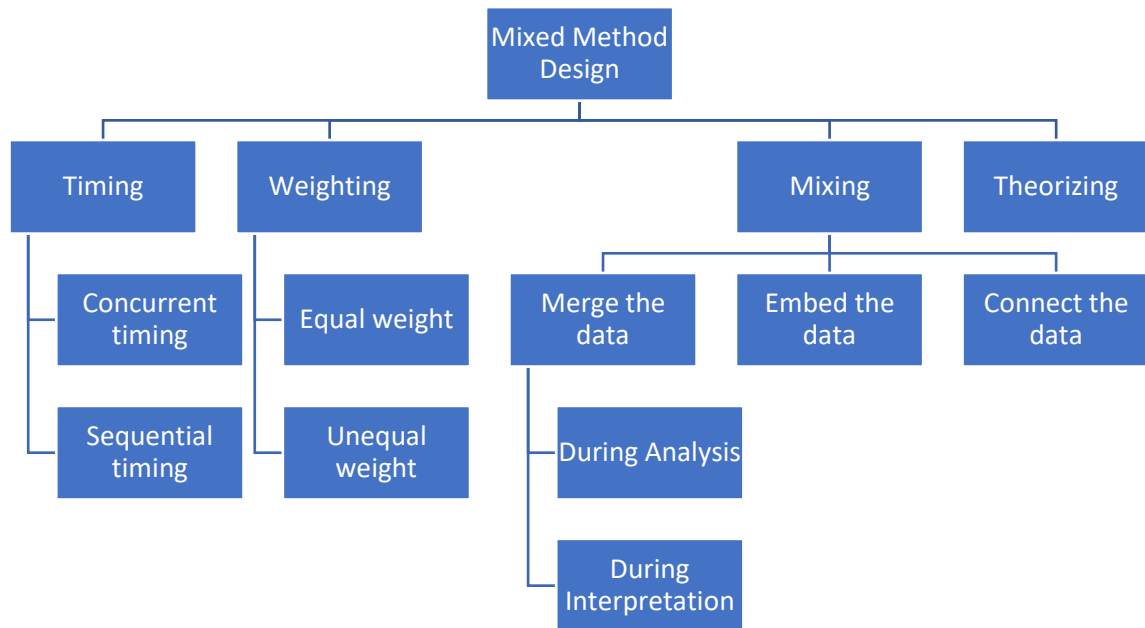 Mixed Method
Design
Timing
Weighting
Mixing
Theorizing
Concurrent
timing
Equal weight
Merge the
data
Embed the
data
Connect the
data
Sequential
timing
Unequal
weight
During Analysis
During
Interpretation